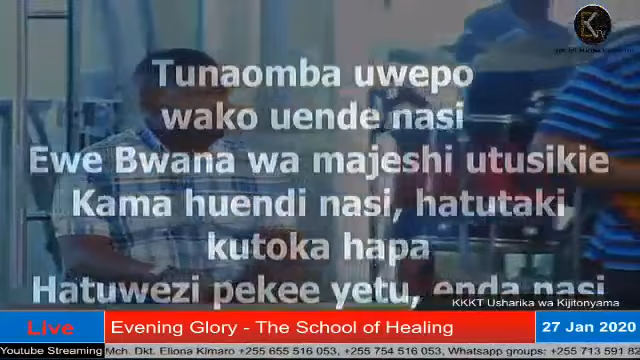 Tunaomba uwepo
wako uende nasi
Ewe Bwana wa majeshi utusikie
Kama huendi nasi, hatutaki
kutoka hapa
Hatuwezi pekee yetu, enda nasi
KKKT Usharika wa Kijitonyama
Live
Evening Glory - The School of Healing
27 Jan 2020
Youtube Streaming
Mch. Dkt. Eliona Kimaro +255 655 516 053, +255 754 516 053, Whatsapp groups: +255 713 591 8